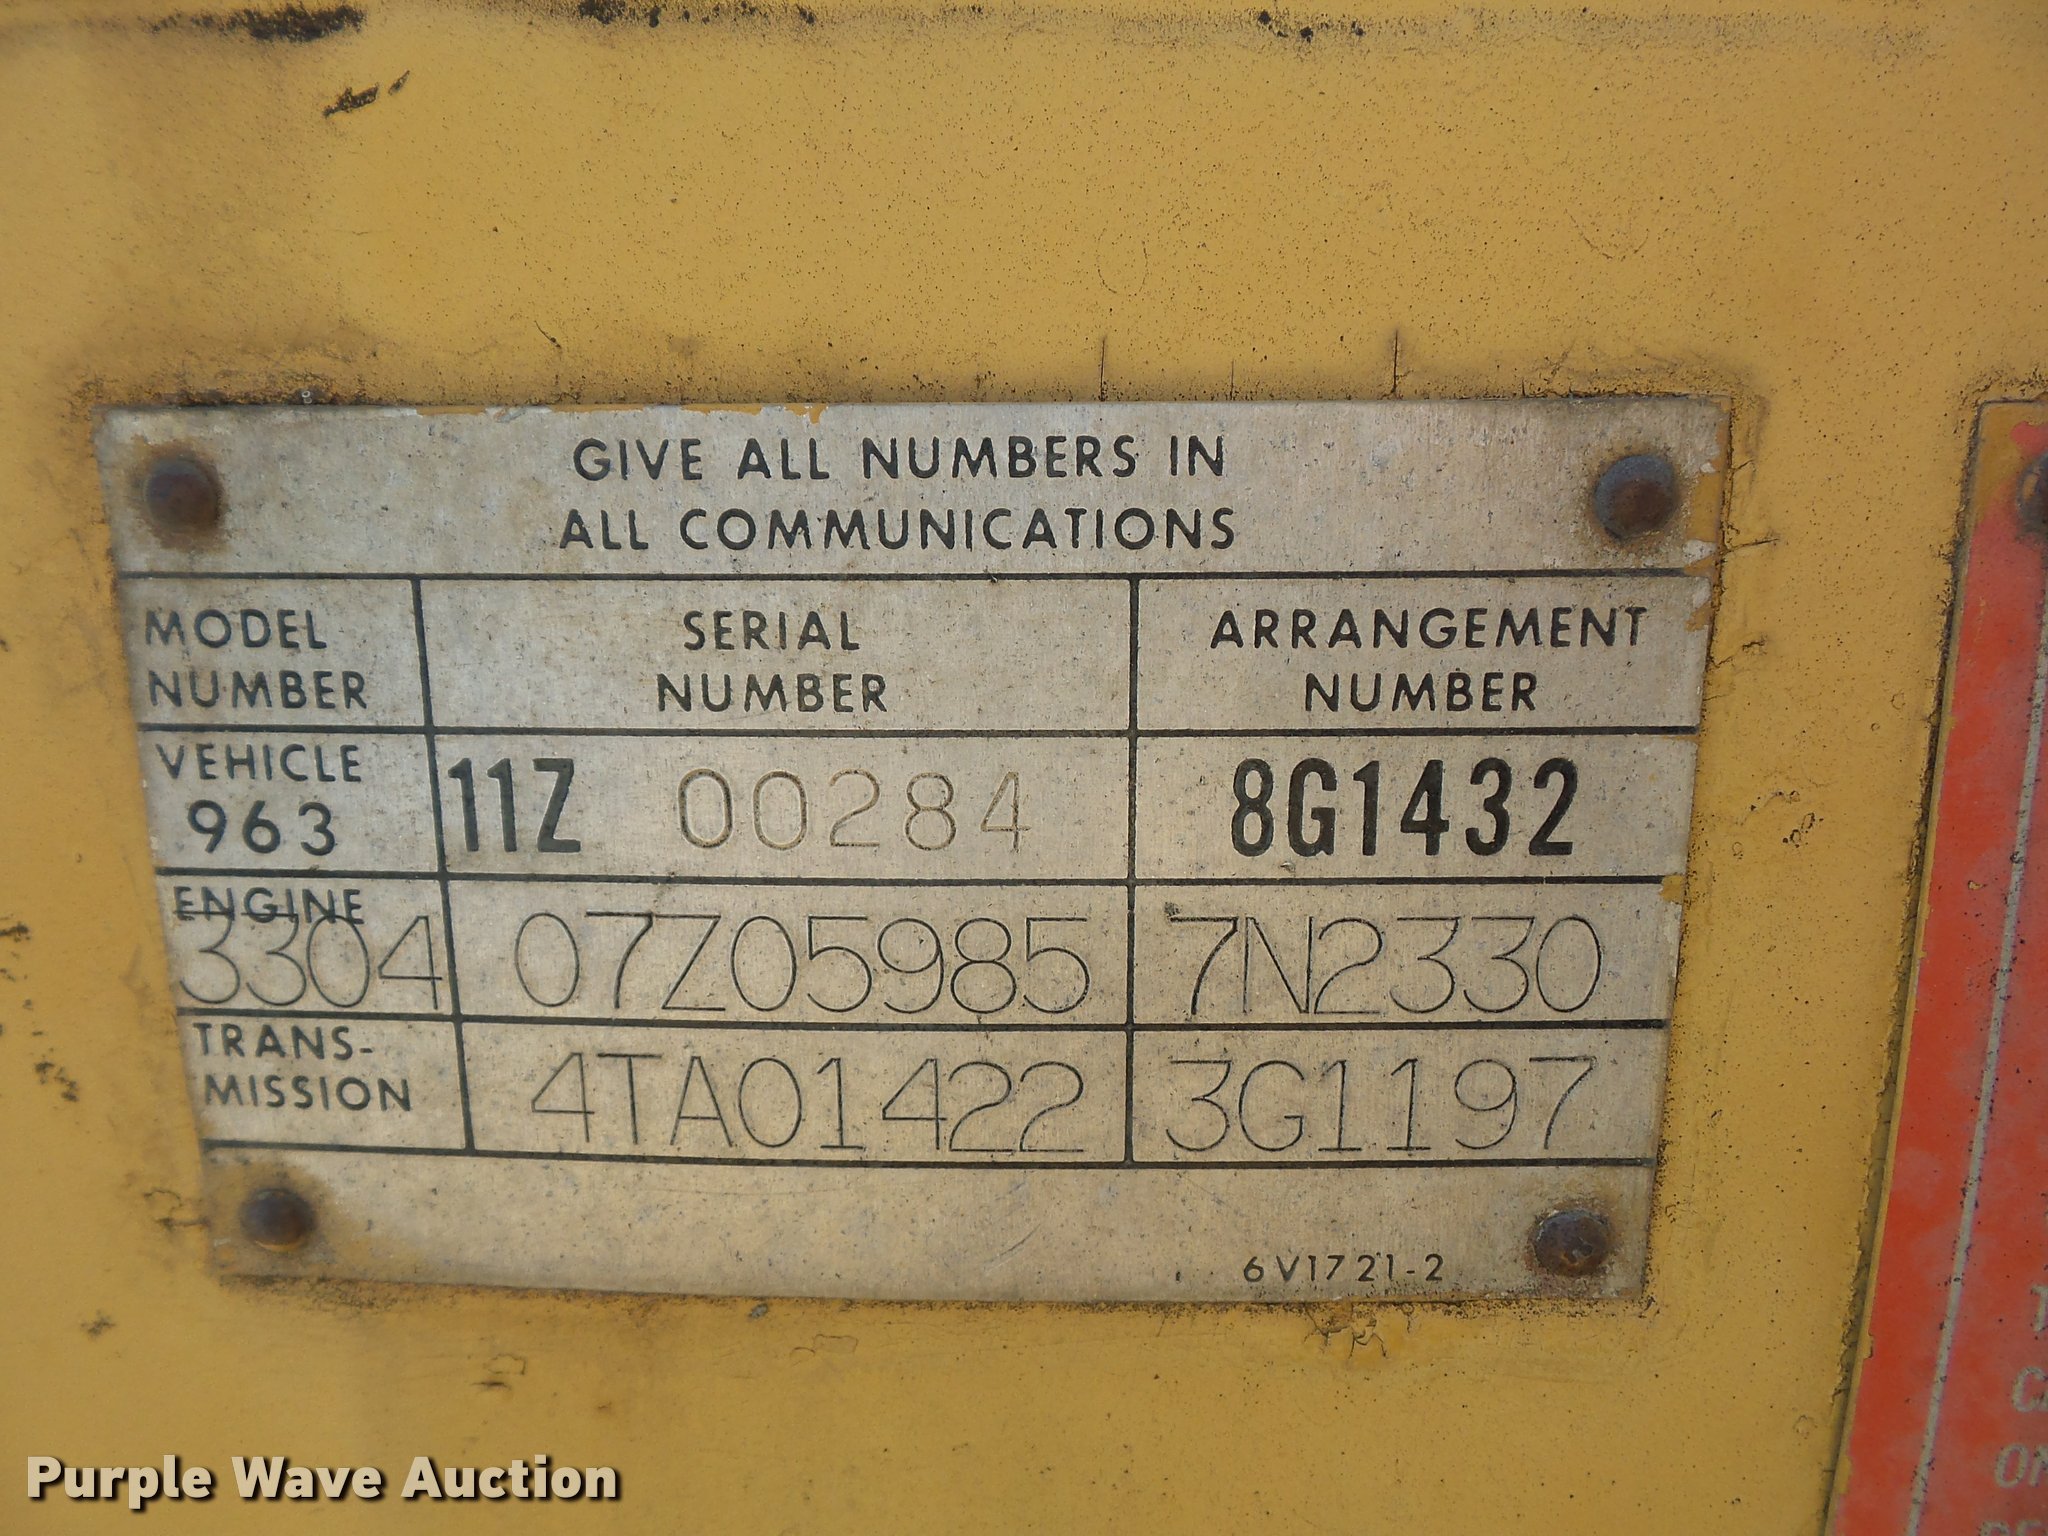 GIVE ALL NUMBERS IN
ALL COMMUNICATIONS
MODEL
NUMBER
SERIAL
NUMBER
ARRANGEMENT
NUMBER
VEHICLE
963
11Z 00284
8G1432
ENGINE
3304
07Z05985
7N2330
TRANS-
MISSION
4TA01422
3G1197
6V1721-2
Purple Wave Auction